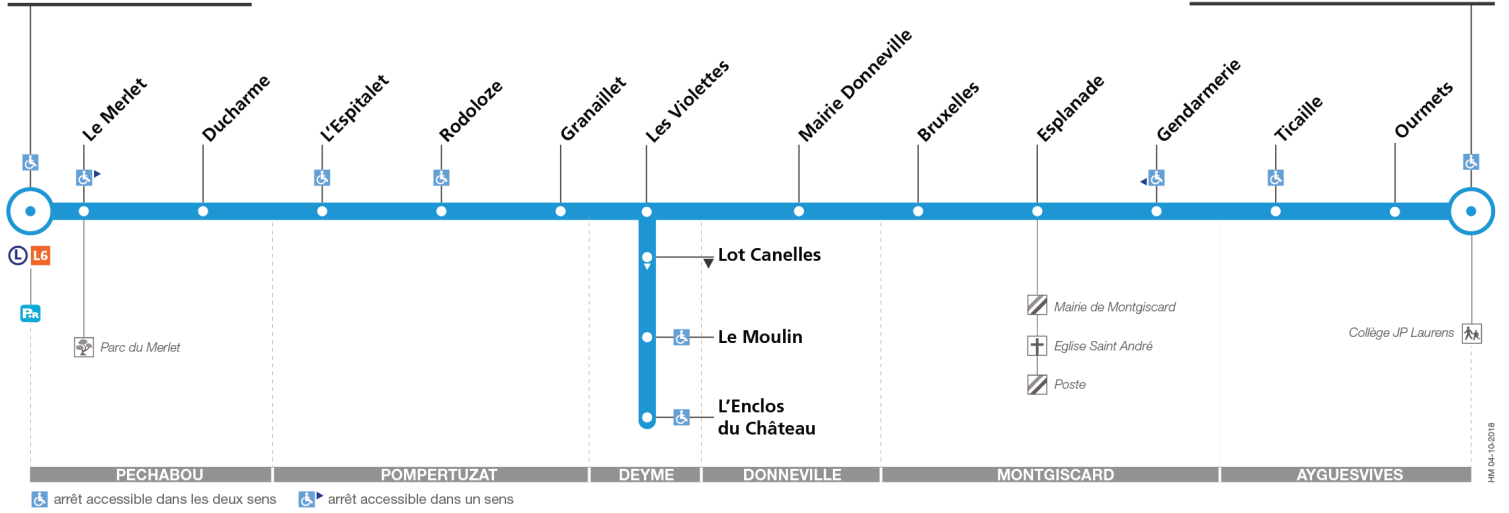 Le Merlet
Ducharme
L'Espitalet
Rodoloze
Granaillet
Les Violettes
Mairie Donneville
Bruxelles
Esplanade
Gendarmerie
Ticaille
Ourmets
L L6
P+R
Parc du Merlet
Lot Canelles
Le Moulin
L'Enclos
du Château
Mairie de Montgiscard
Eglise Saint André
Poste
Collège JP Laurens
HM 04-10-2018
PECHABOU
POMPERTUZAT
DEYME
DONNEVILLE
MONTGISCARD
AYGUESVIVES
arrêt accessible dans les deux sens
arrêt accessible dans un sens